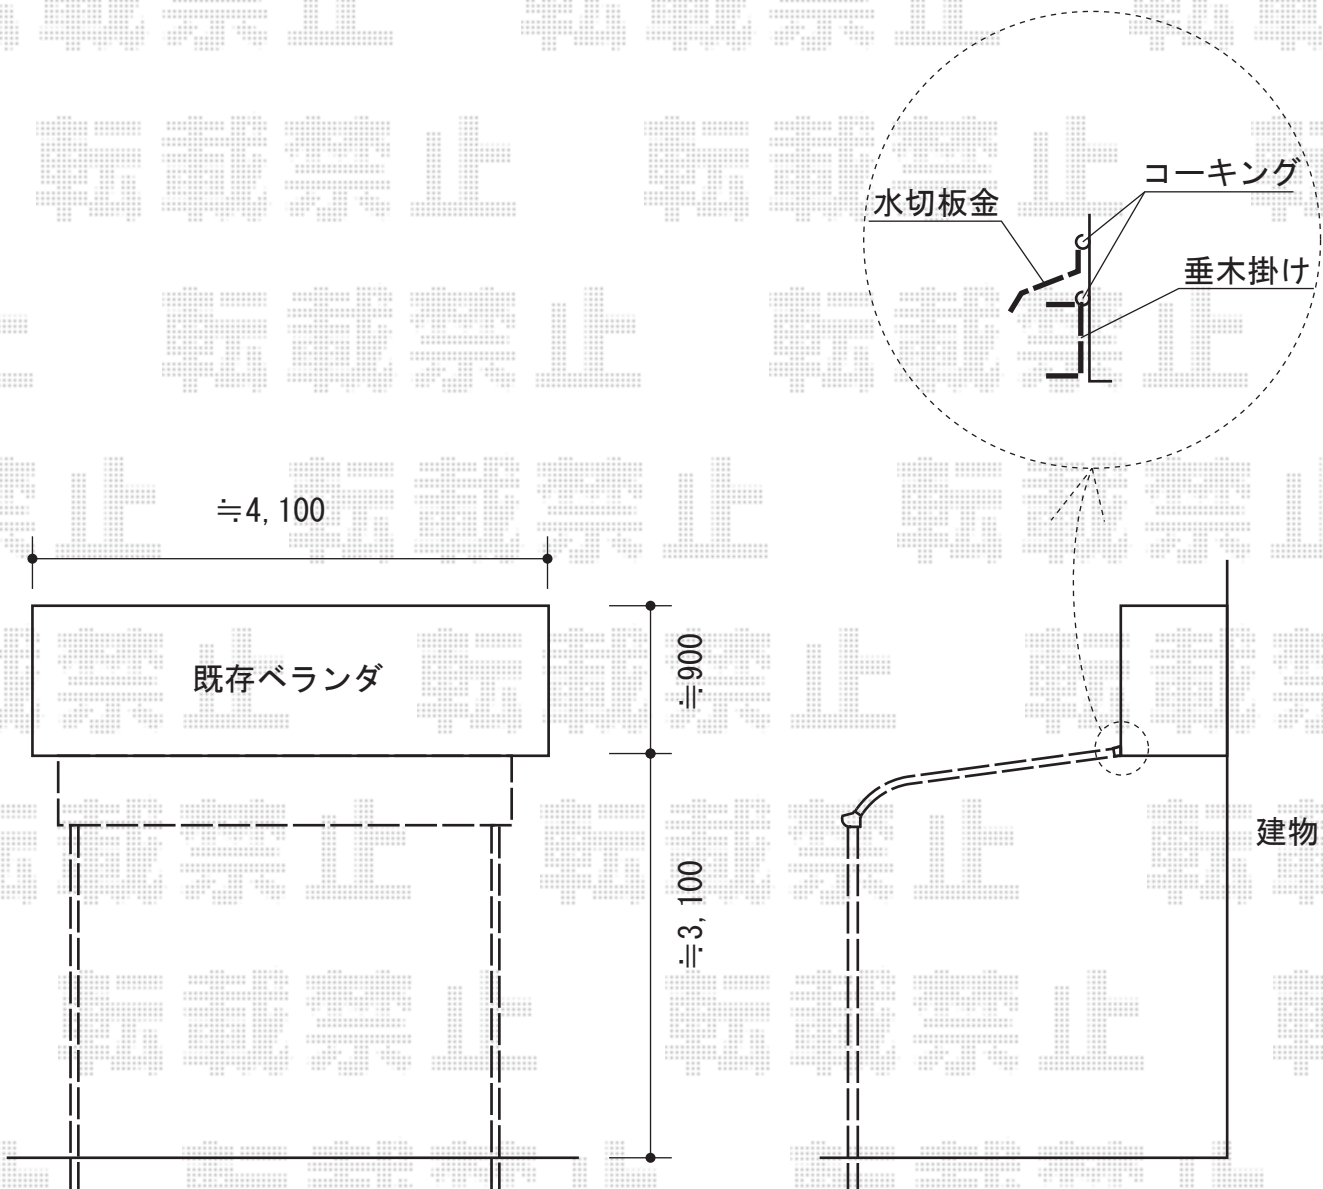 転載禁止
コーキング
水切板金
垂木掛け
≒4,100
既存ベランダ
≒900
建物
≒3,100